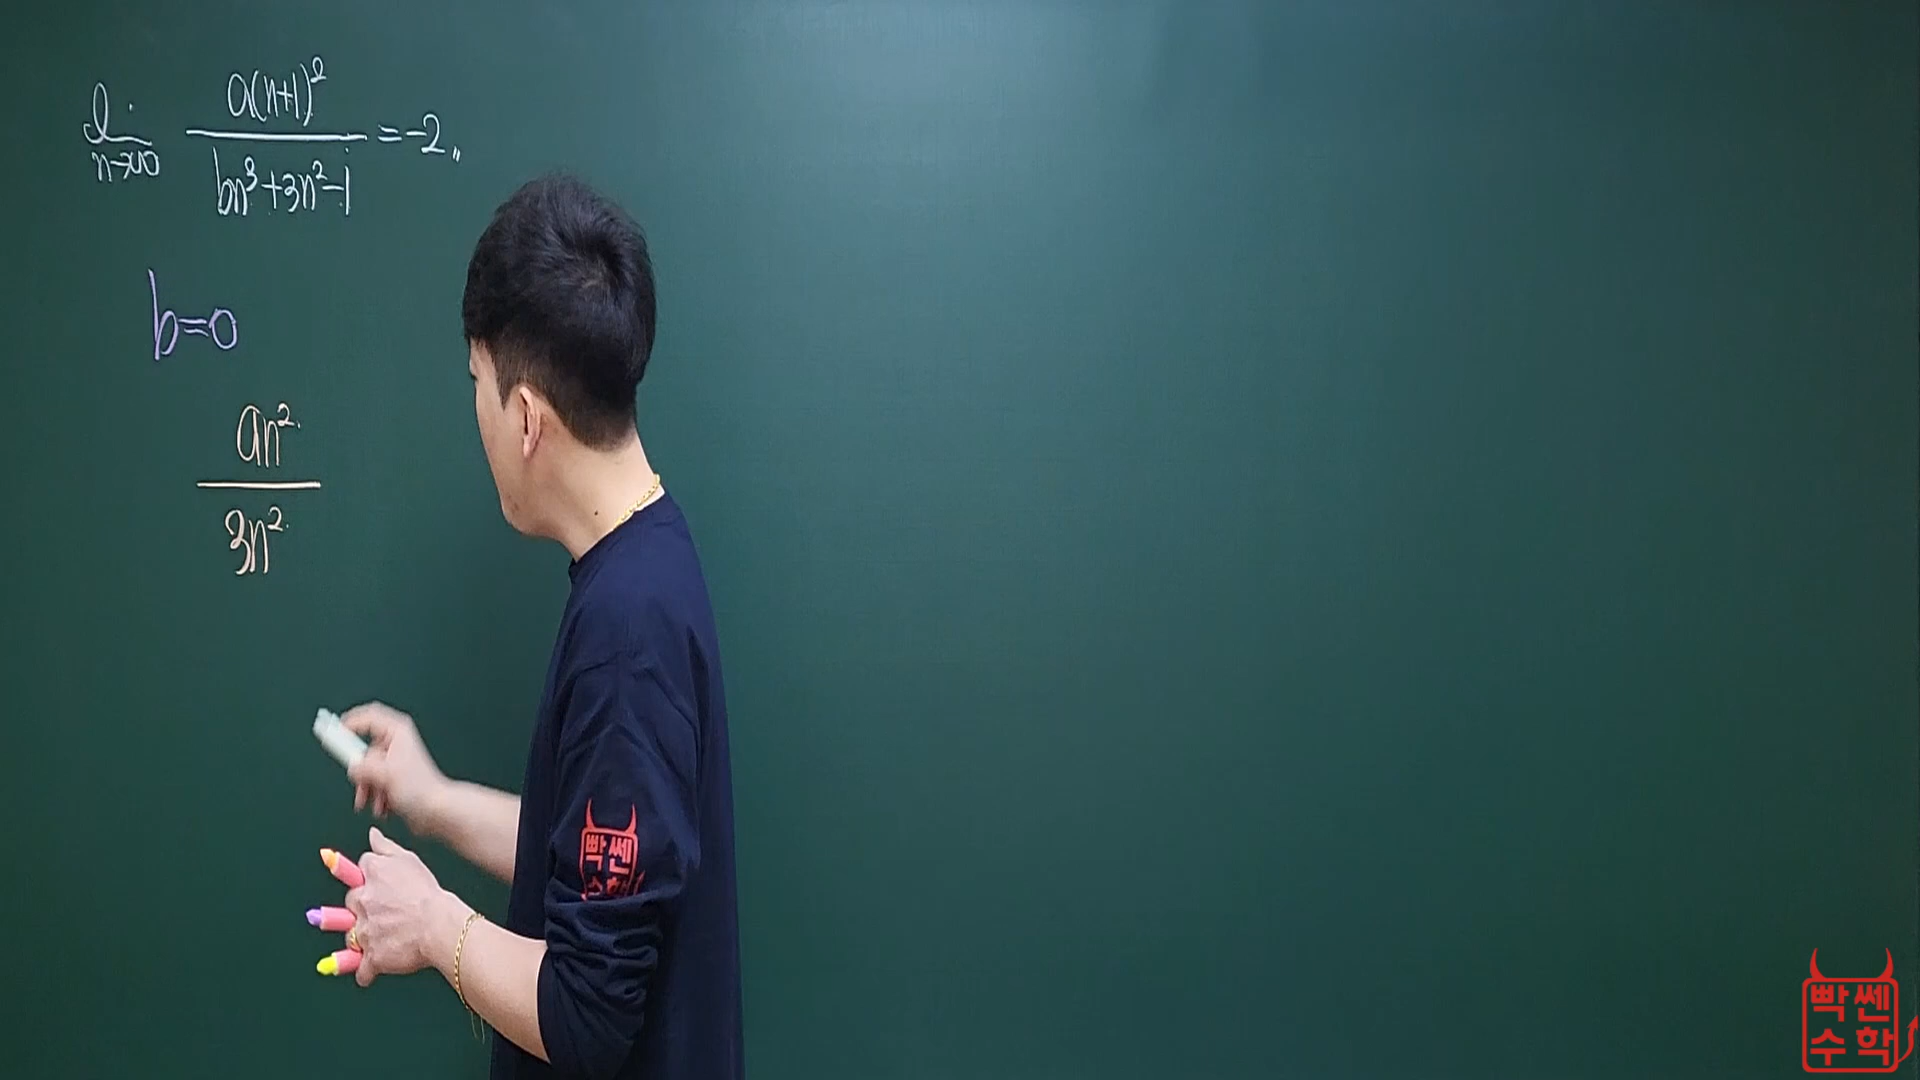 lim n→∞ a(n+1)² / bn³+3n²-1 = -2
b=0
an² / 3n²
빡쎈
수학
빡쎈
수학